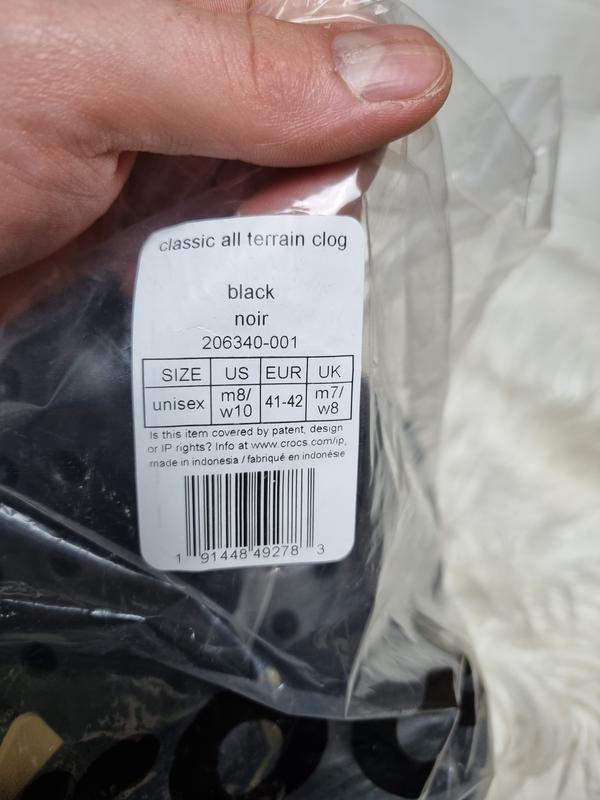 classic all terrain clog
black
noir
206340-001
SIZE US EUR UK
unisex m8/ w10 41-42 m7/ w8
Is this item covered by patent, design
or IP rights? Info at www.crocs.com/ip,
made in indonesia / fabriqué en indonésie
1 91448 49278 3